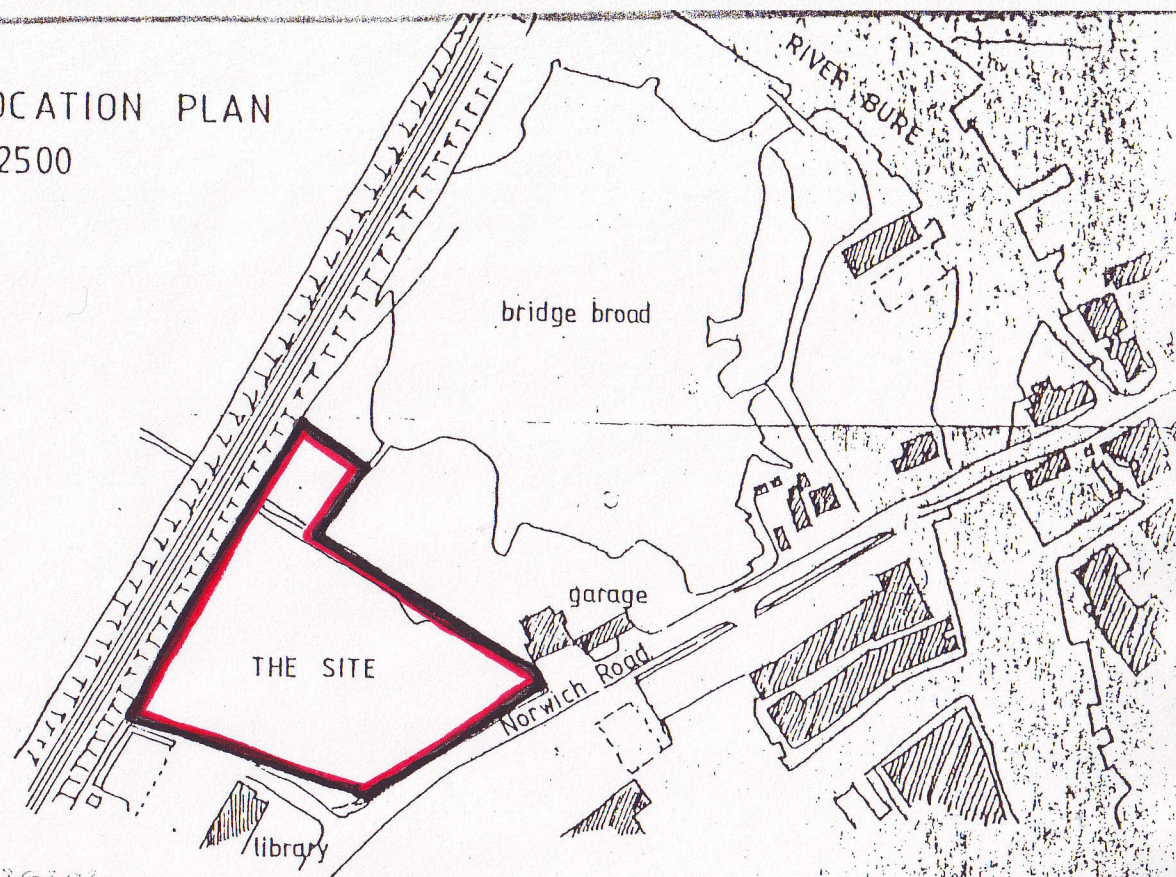 OCATION PLAN
2500
RIVER BURE
bridge broad
garage
THE SITE
Norwich Road
library